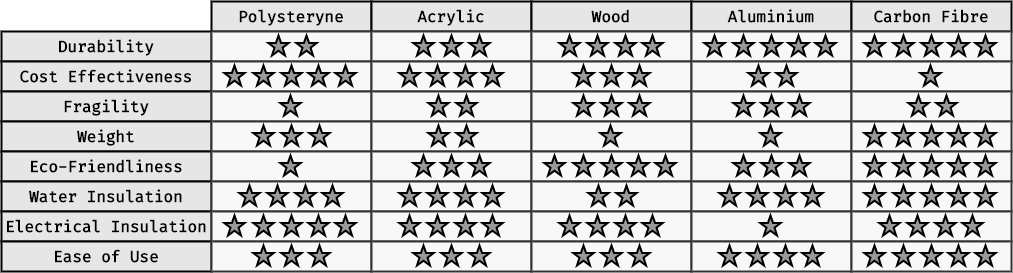 Polysteryne Acrylic Wood Aluminium Carbon Fibre
Durability
Cost Effectiveness
Fragility
Weight
Eco-Friendliness
Water Insulation
Electrical Insulation
Ease of Use